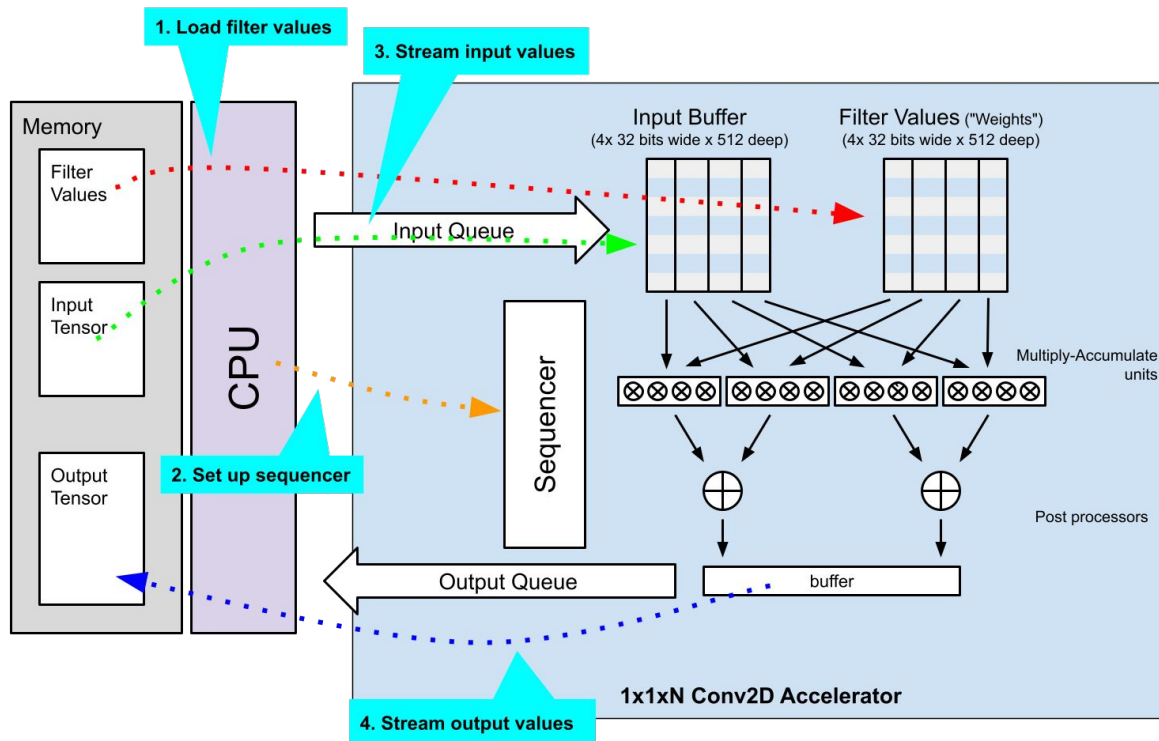 1. Load filter values
3. Stream input values
Memory
Filter
Values
Input
Tensor
Output
Tensor
CPU
2. Set up sequencer
Input Queue
Sequencer
Output Queue
Input Buffer
(4x 32 bits wide x 512 deep)
Filter Values ("Weights")
(4x 32 bits wide x 512 deep)
Multiply-Accumulate
units
Post processors
buffer
4. Stream output values
1x1xN Conv2D Accelerator